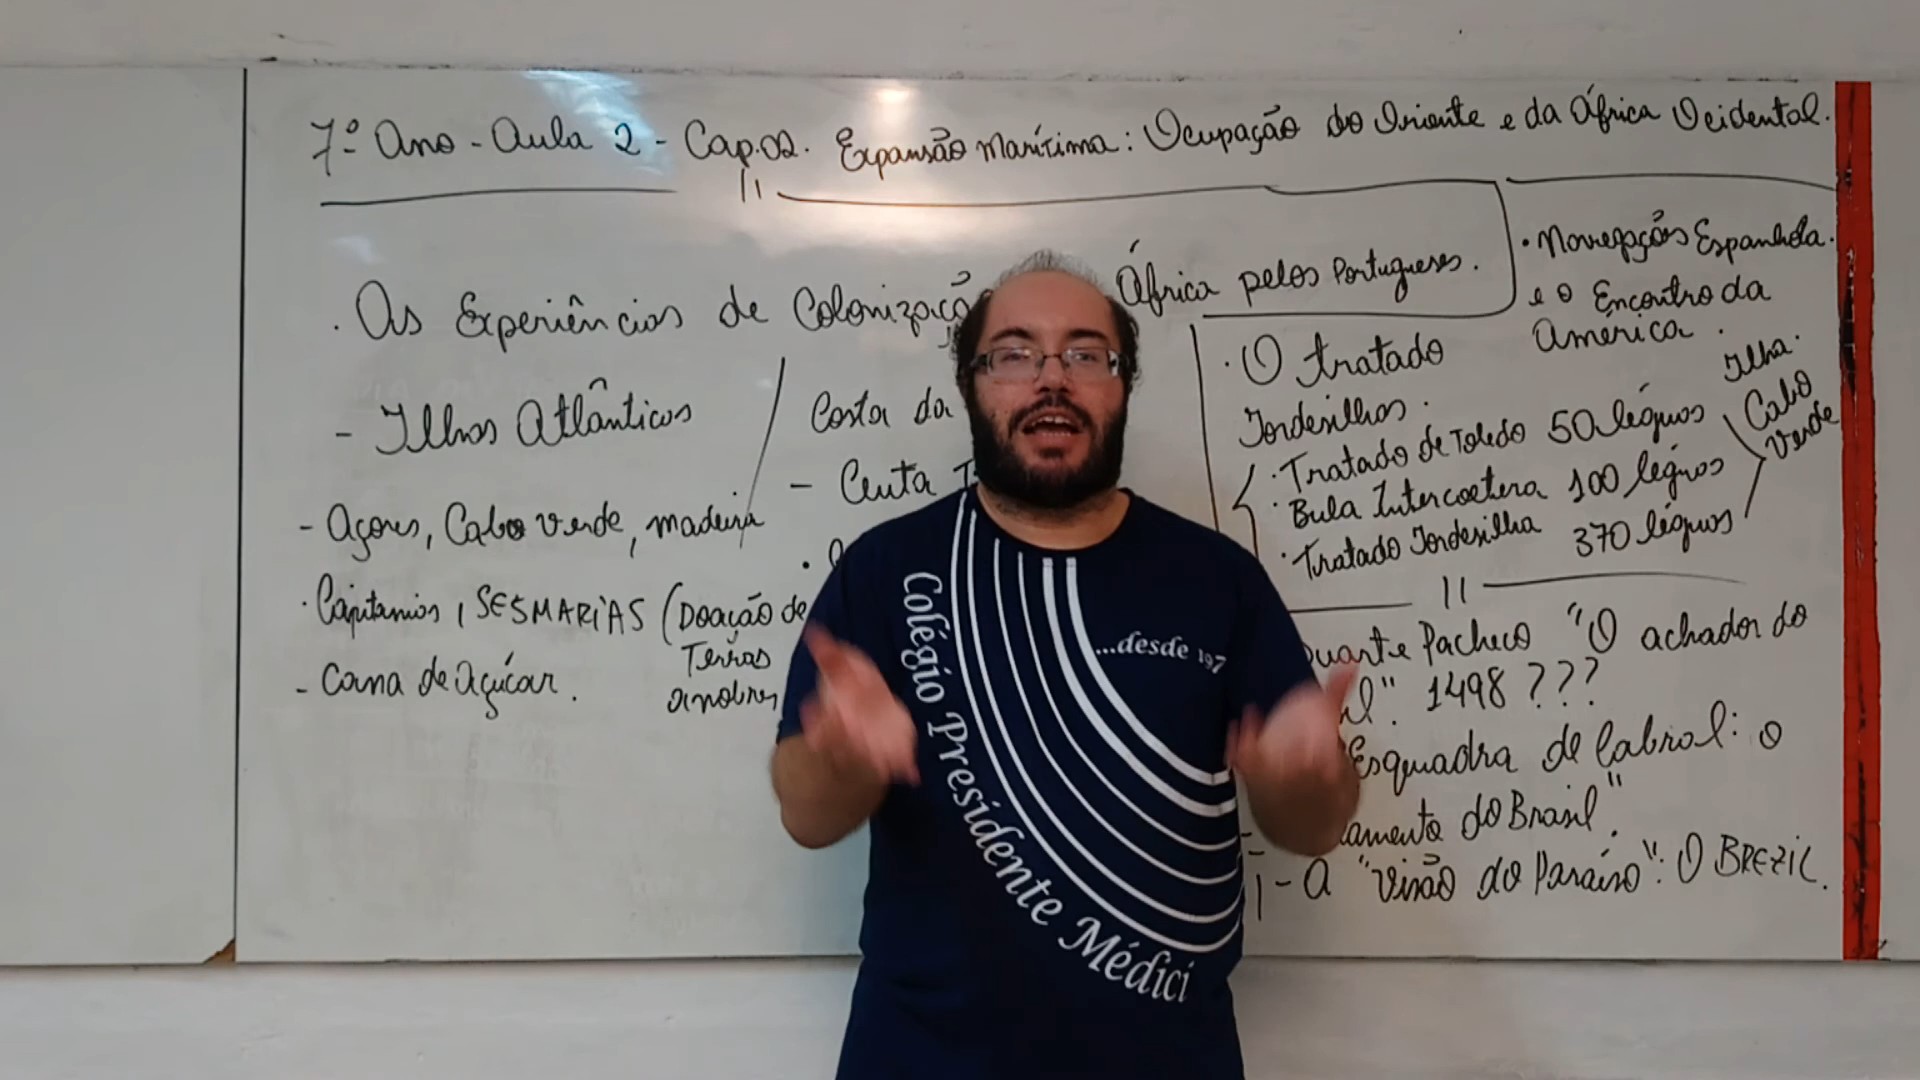 7º Ano - Aula 2 - Cap.02. Expansão Marítima: Ocupação do Oriente e da África Ocidental.
. As Experiências de Colonização África pelos Portugueses.
- Ilhas Atlânticas
- Açores, Cabo verde, madeira
. Capitanias, SESMARIAS (Doação de
Terras
a nobres
- Cana de Açúcar.
Costa da
- Ceuta
. Navegações Espanhola.
e o Encontro da
América.
. O tratado
Tordesilhas.
. Tratado de Toledo 50 léguas
. Bula Intercoetera 100 léguas
. Tratado Tordesilha 370 léguas
Ilha.
Cabo
Verde
Duarte Pacheco "O achador do
1498 ???
Esquadra de Cabral: o
do Brasil".
- A "visão do Paraíso": O BREZIL.
...desde 197
Colégio Presidente Médici